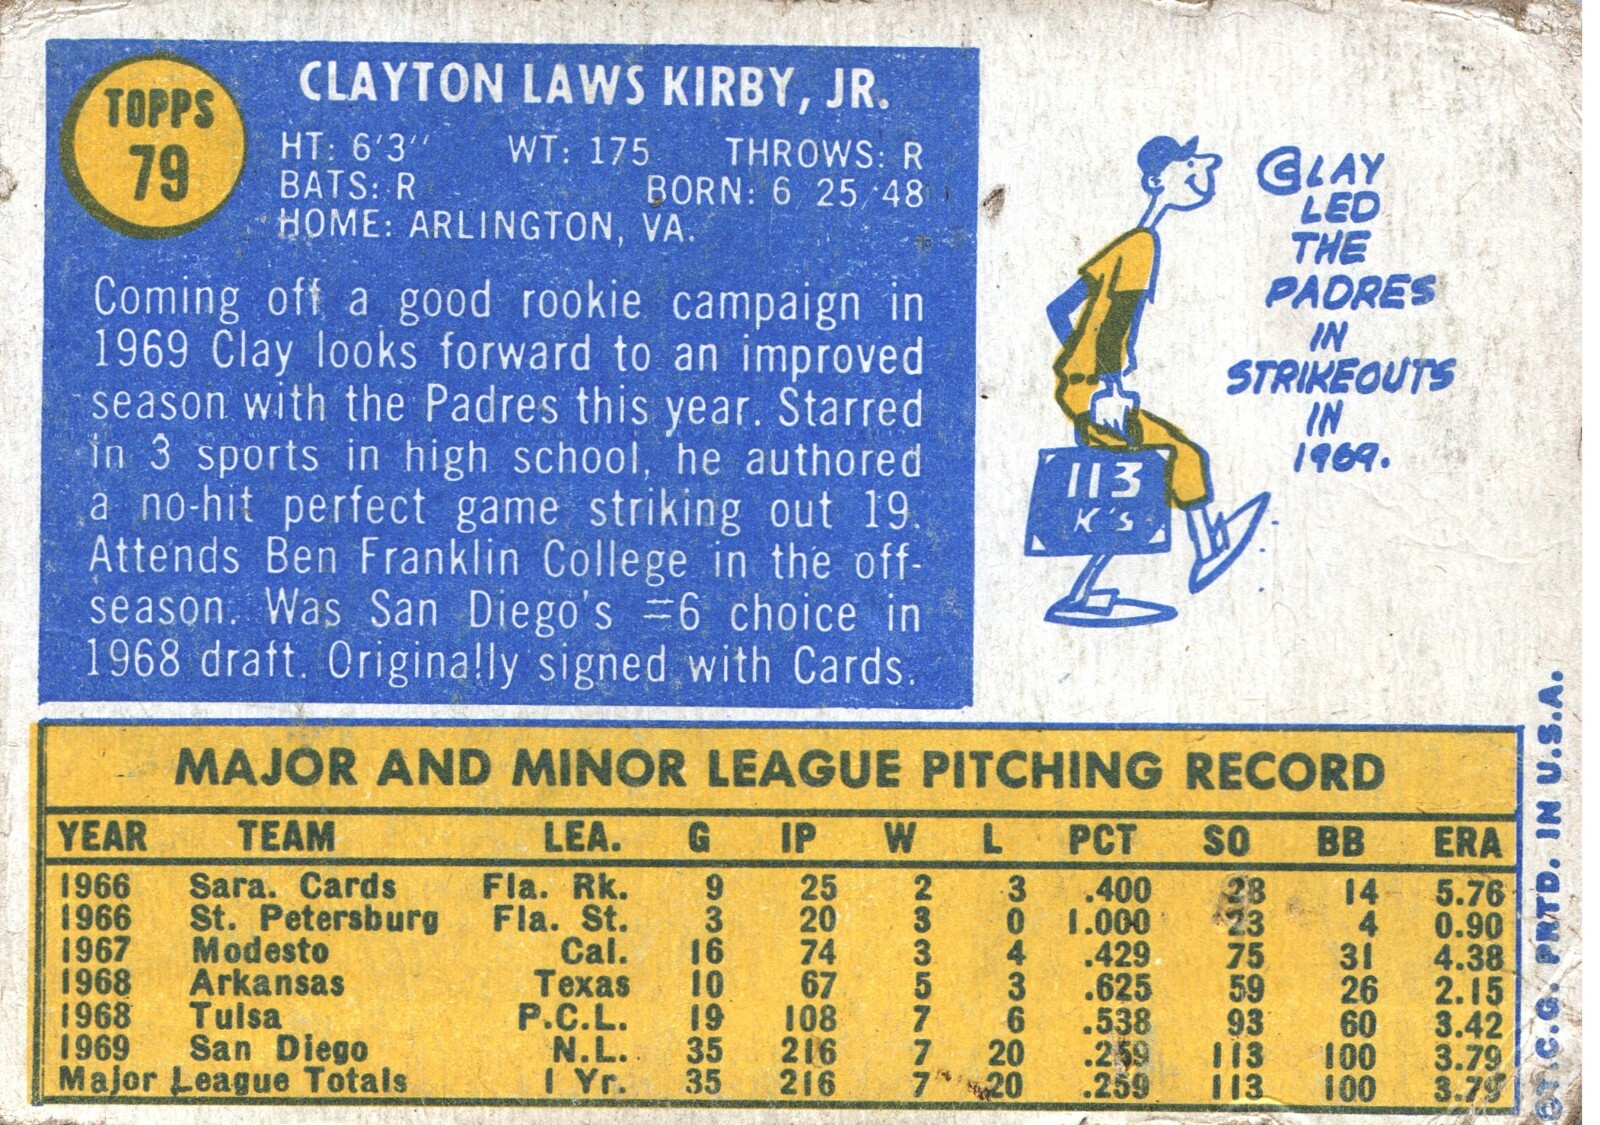 TOPPS
79
CLAYTON LAWS KIRBY, JR.
HT: 6'3'' WT: 175 THROWS: R
BATS: R BORN: 6 25 48
HOME: ARLINGTON, VA.
Coming off a good rookie campaign in
1969 Clay looks forward to an improved
season with the Padres this year. Starred
in 3 sports in high school, he authored
a no-hit perfect game striking out 19.
Attends Ben Franklin College in the off-
season. Was San Diego's #6 choice in
1968 draft. Originally signed with Cards.
CLAY
LED
THE
PADRES
IN
STRIKEOUTS
IN
1969.
113
K's
MAJOR AND MINOR LEAGUE PITCHING RECORD
YEAR TEAM LEA. G IP W L PCT SO BB ERA
1966 Sara. Cards Fla. Rk. 9 25 2 3 .400 28 14 5.76
1966 St. Petersburg Fla. St. 3 20 3 0 1.000 23 4 0.90
1967 Modesto Cal. 16 74 3 4 .429 75 31 4.38
1968 Arkansas Texas 10 67 5 3 .625 59 26 2.15
1968 Tulsa P.C.L. 19 108 7 6 .538 93 60 3.42
1969 San Diego N.L. 35 216 7 20 .259 113 100 3.79
Major League Totals 1 Yr. 35 216 7 20 .259 113 100 3.79
©T.C.G. PRTD. IN U.S.A.